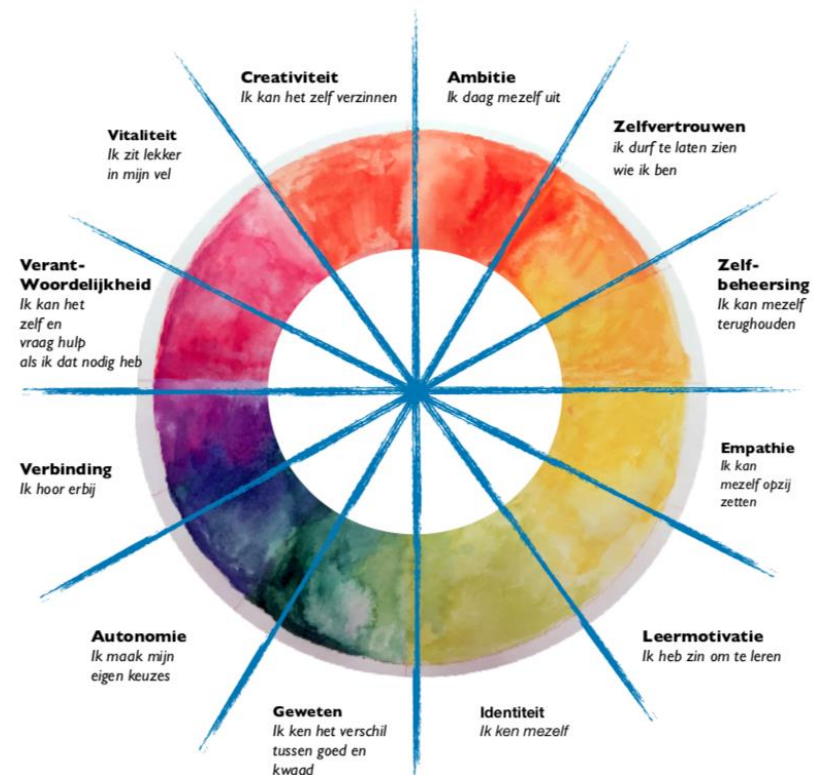 Creativiteit
Ik kan het zelf verzinnen
Ambitie
Ik daag mezelf uit
Zelfvertrouwen
ik durf te laten zien
wie ik ben
Zelf-
beheersing
Ik kan mezelf
terughouden
Empathie
Ik kan
mezelf opzij
zetten
Leermotivatie
Ik heb zin om te leren
Identiteit
Ik ken mezelf
Geweten
Ik ken het verschil
tussen goed en
kwaad
Autonomie
Ik maak mijn
eigen keuzes
Verbinding
Ik hoor erbij
Verant-
Woordelijkheid
Ik kan het
zelf en
vraag hulp
als ik dat nodig heb
Vitaliteit
Ik zit lekker
in mijn vel